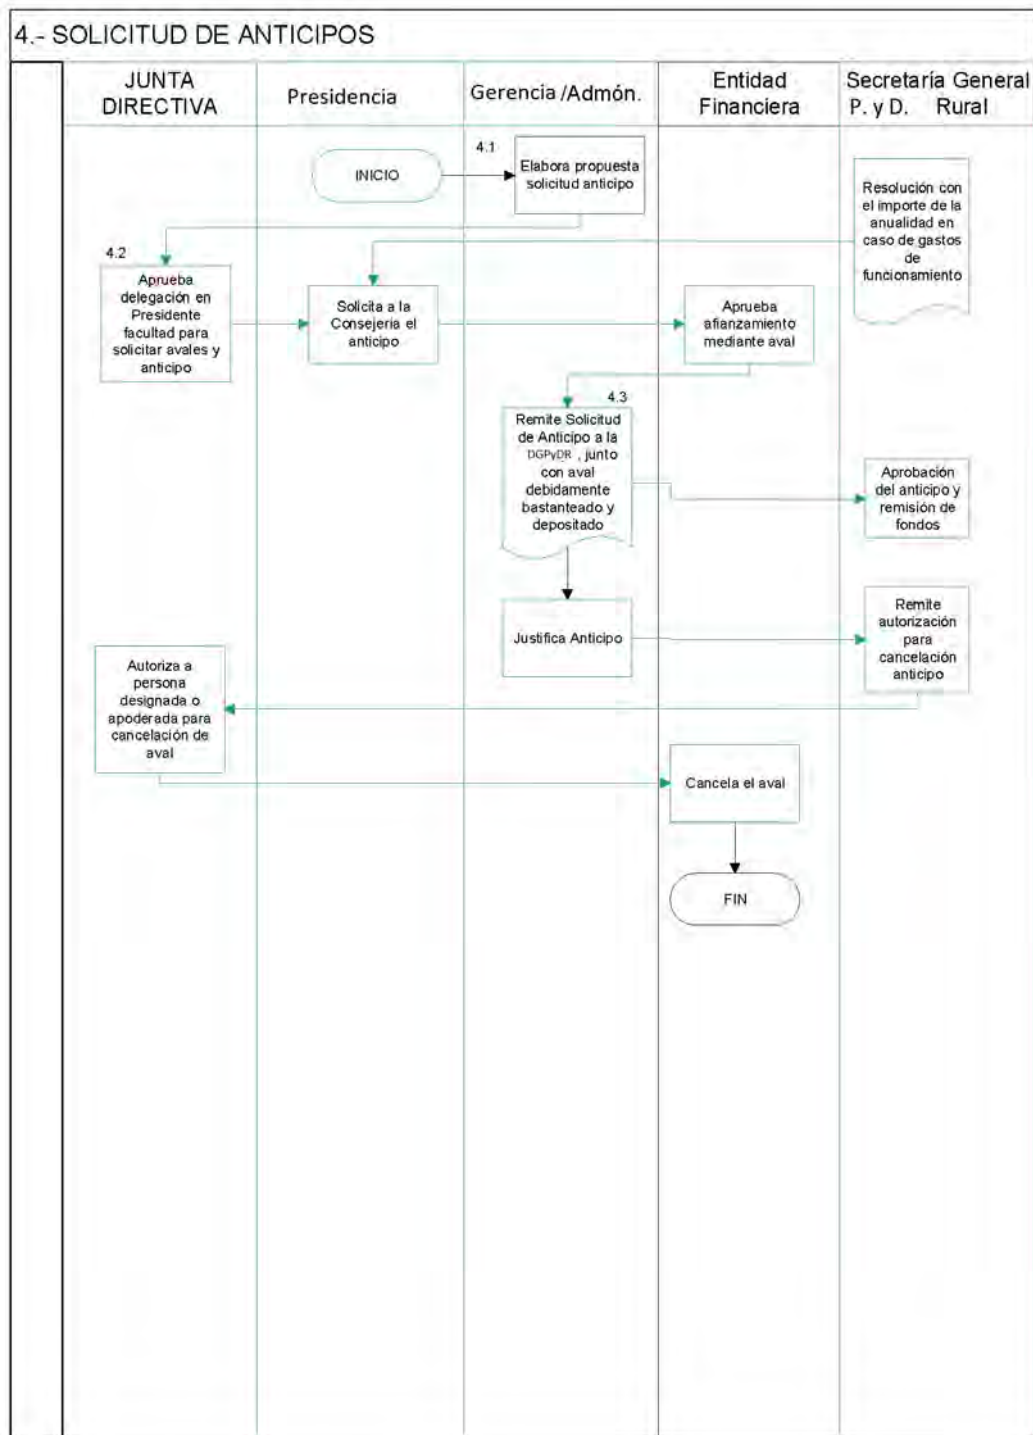 4.- SOLICITUD DE ANTICIPOS
JUNTA
DIRECTIVA
Presidencia
Gerencia /Admón.
Entidad
Financiera
Secretaría General
P. y D. Rural
INICIO
4.1
Elabora propuesta
solicitud anticipo
Resolución con
el importe de la
anualidad en
caso de gastos
de
funcionamiento
4.2
Aprueba
delegación en
Presidente
facultad para
solicitar avales y
anticipo
Solicita a la
Consejería el
anticipo
Aprueba
afianzamiento
mediante aval
4.3
Remite Solicitud
de Anticipo a la
DGPyDR , junto
con aval
debidamente
bastanteado y
depositado
Aprobación
del anticipo y
remisión de
fondos
Justifica Anticipo
Remite
autorización
para
cancelación
anticipo
Autoriza a
persona
designada o
apoderada para
cancelación de
aval
Cancela el aval
FIN